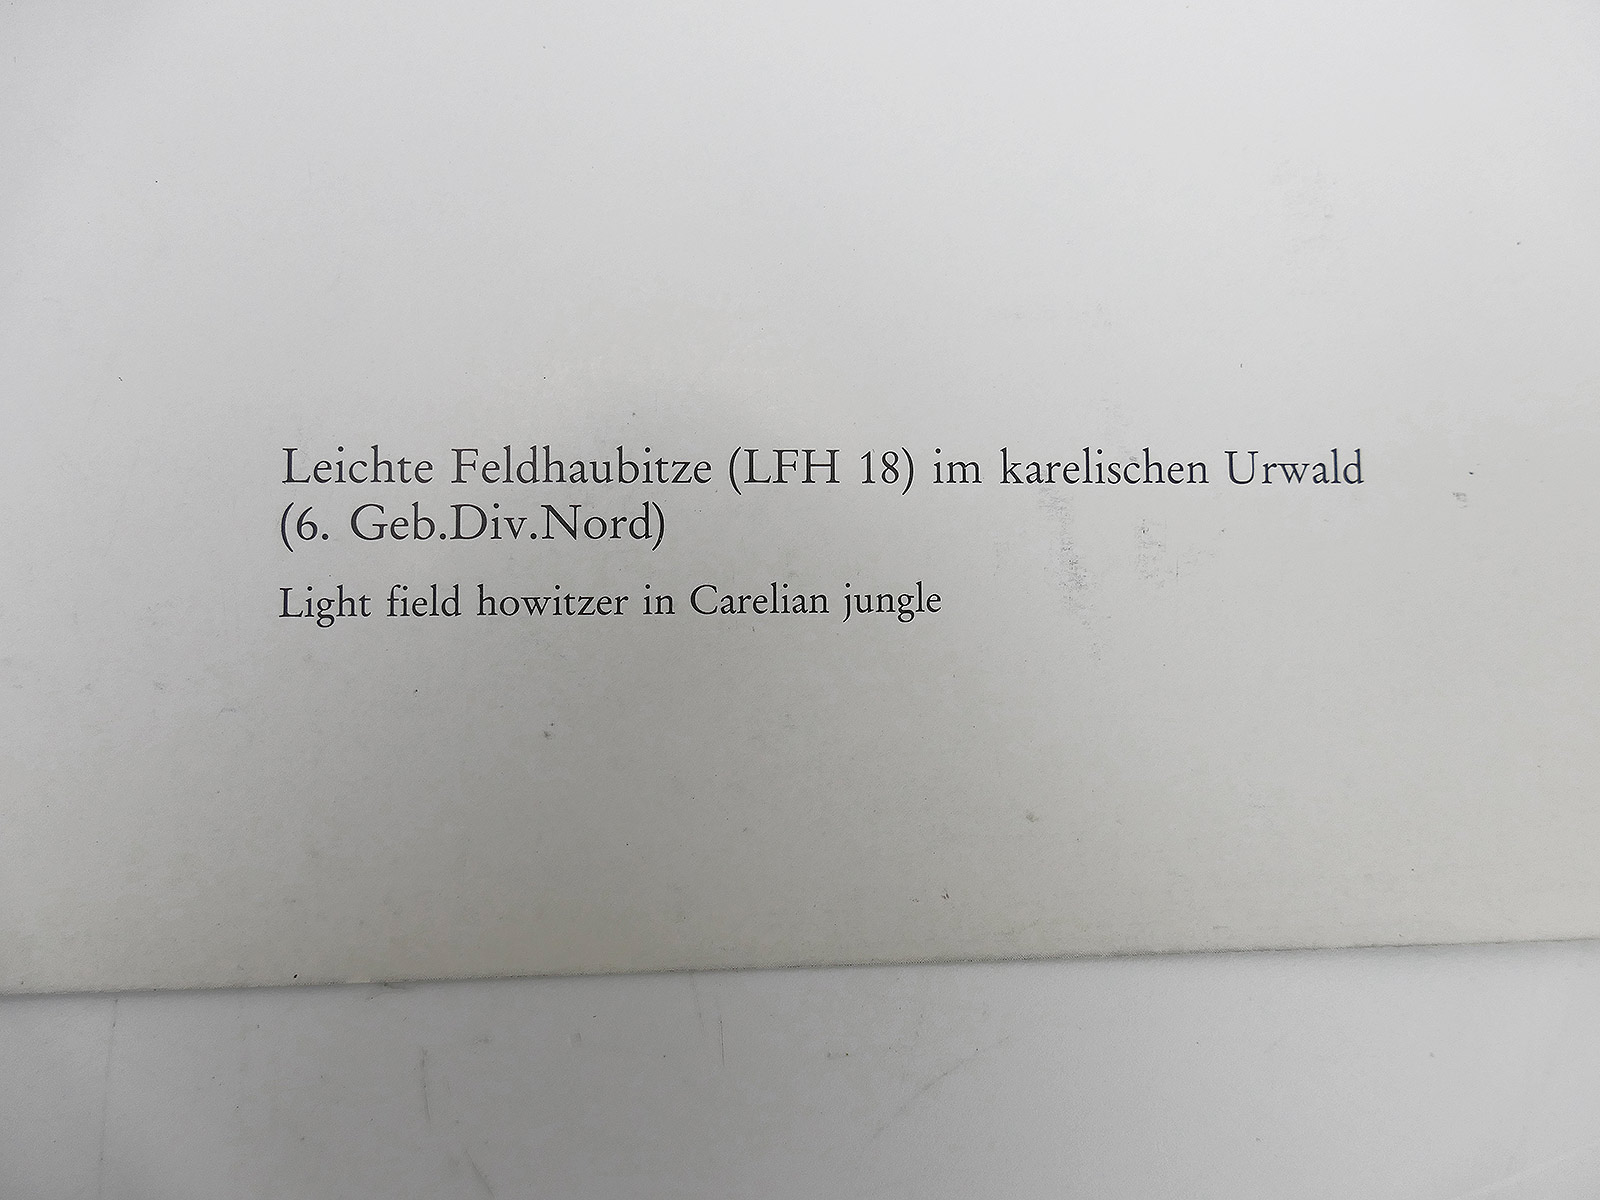 Leichte Feldhaubitze (LFH 18) im karelischen Urwald
(6. Geb.Div.Nord)
Light field howitzer in Carelian jungle